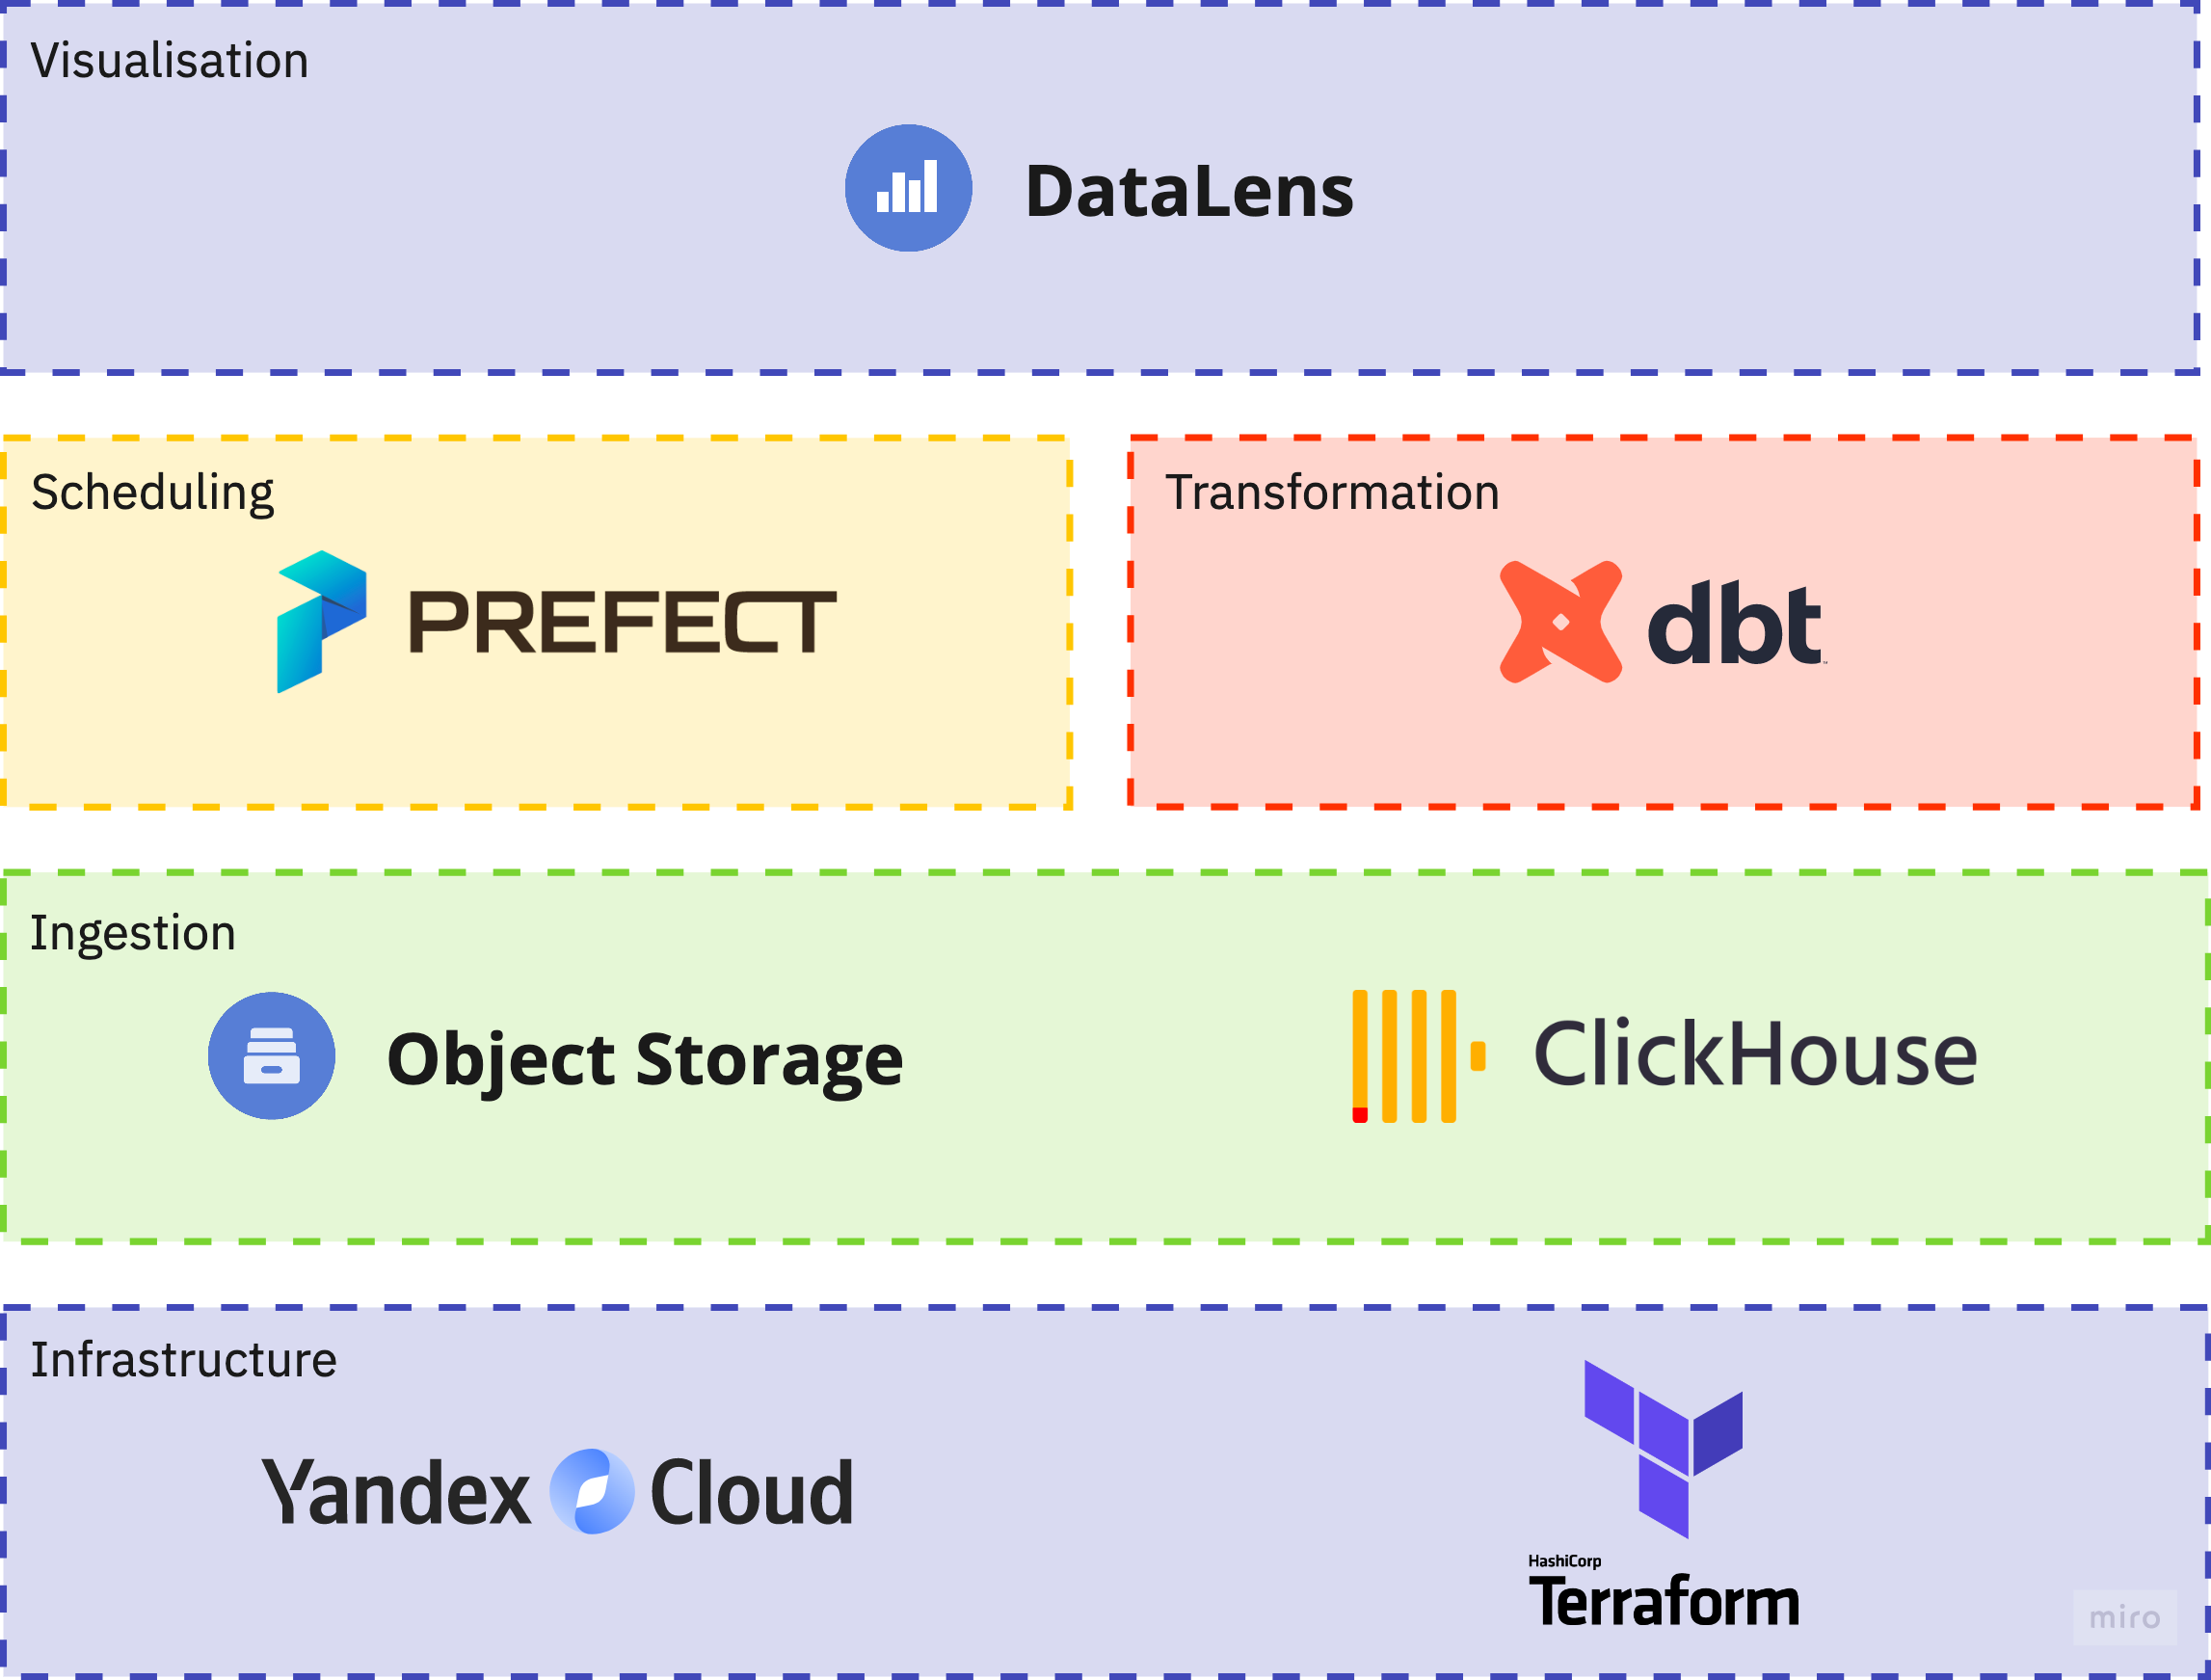 Visualisation
DataLens
Scheduling
PREFECT
Transformation
dbt
Ingestion
Object Storage
ClickHouse
Infrastructure
Yandex Cloud
HashiCorp
Terraform
miro